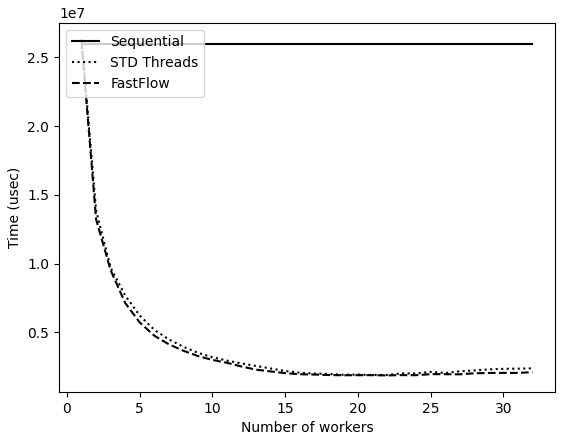 1e7
Sequential
STD Threads
FastFlow
2.5
2.0
1.5
1.0
0.5
Time (usec)
0 5 10 15 20 25 30
Number of workers